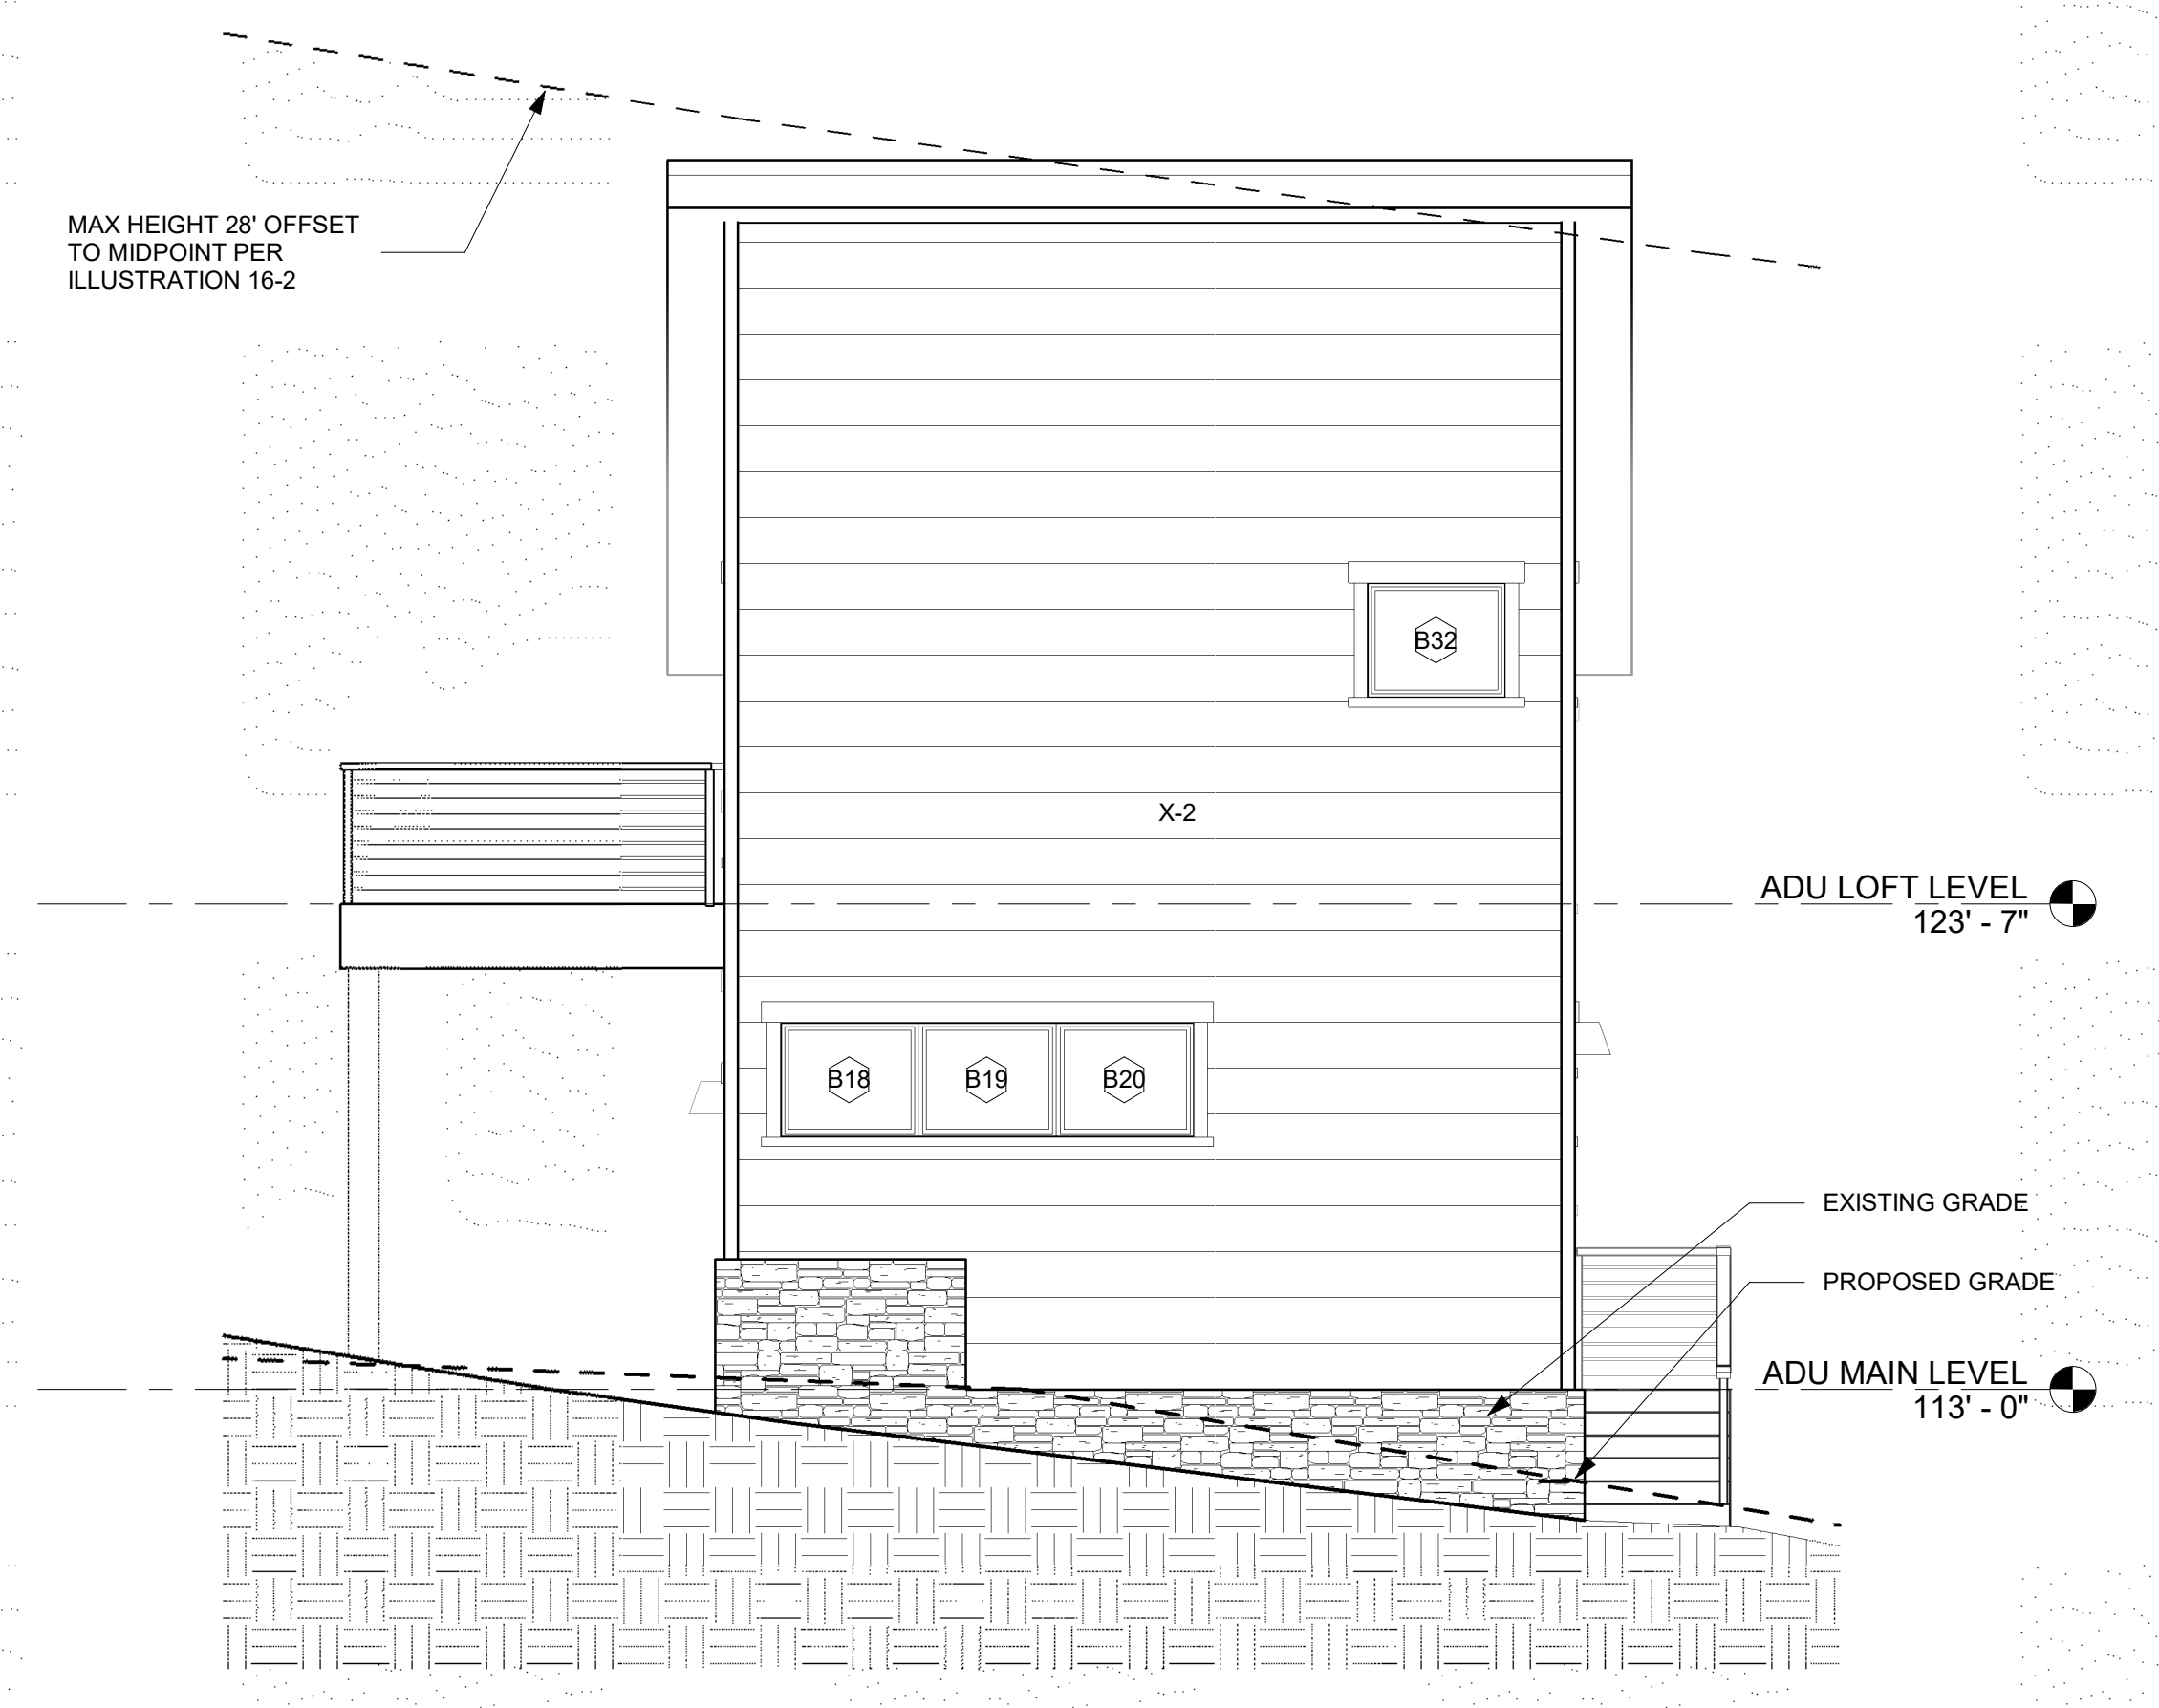 MAX HEIGHT 28' OFFSET
TO MIDPOINT PER
ILLUSTRATION 16-2
B32
X-2
ADU LOFT LEVEL
123' - 7"
B18
B19
B20
EXISTING GRADE
PROPOSED GRADE
ADU MAIN LEVEL
113' - 0"